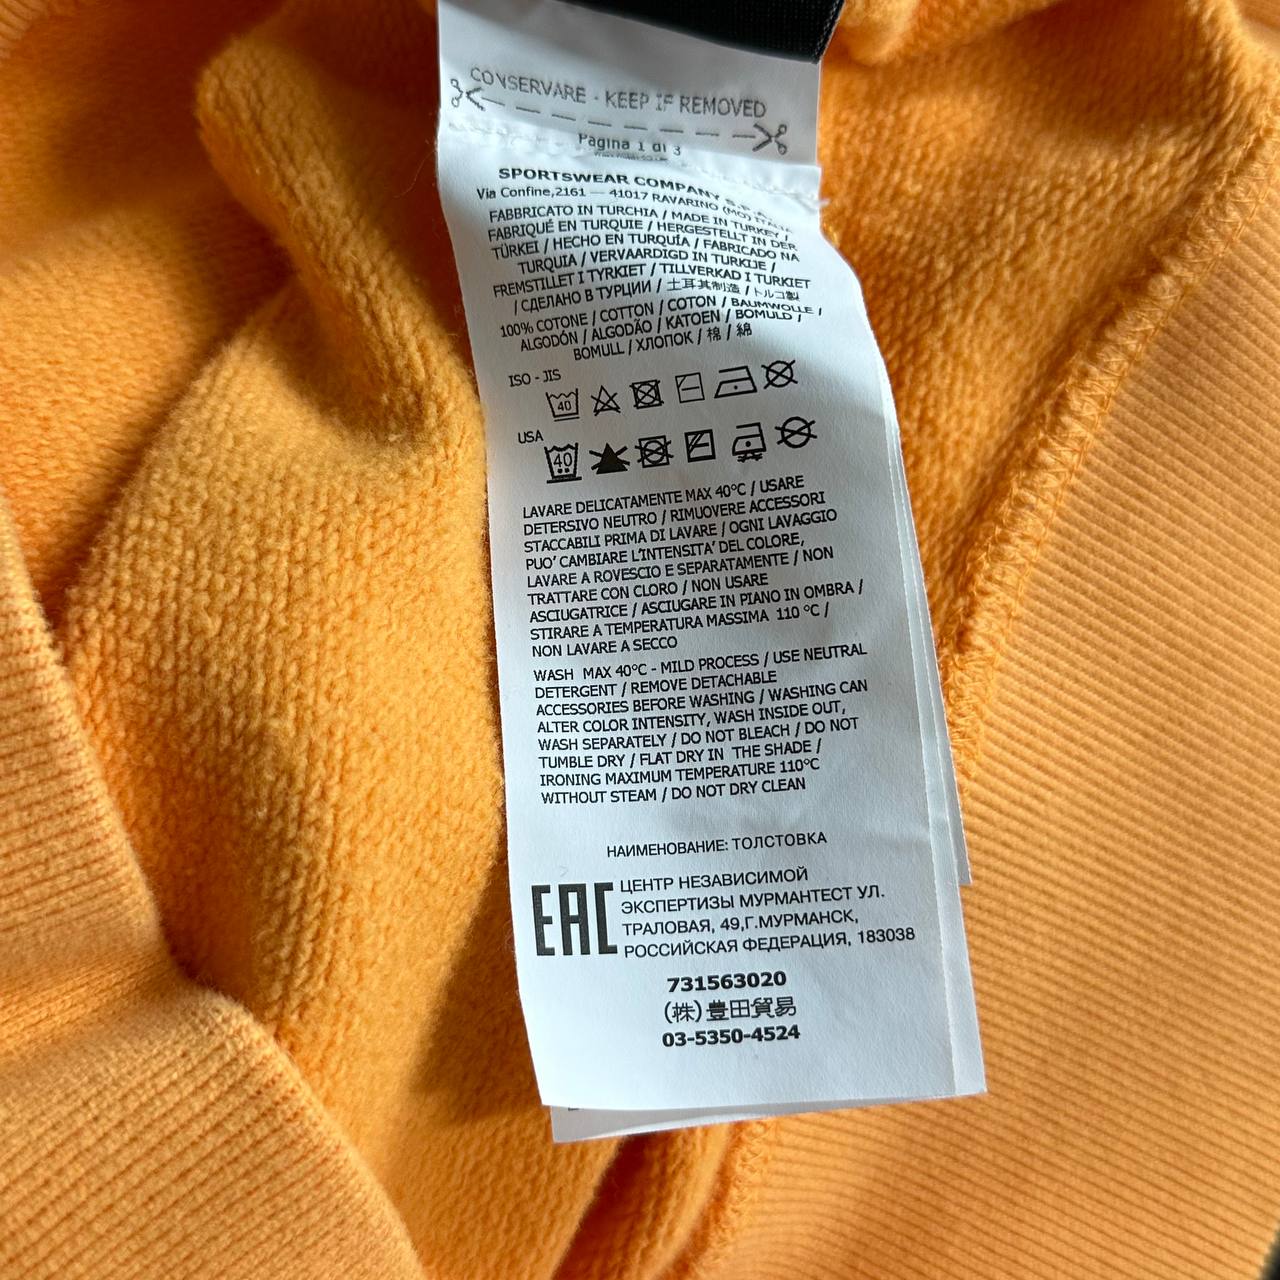 CONSERVARE - KEEP IF REMOVED
Pagina 1 di 3
SPORTSWEAR COMPANY S.P.A.
Via Confine,2161 — 41017 RAVARINO (MO) ITALIA
FABBRICATO IN TURCHIA / MADE IN TURKEY /
FABRIQUÉ EN TURQUIE / HERGESTELLT IN DER
TÜRKEI / HECHO EN TURQUÍA / FABRICADO NA
TURQUIA / VERVAARDIGD IN TURKIJE /
FREMSTILLET I TYRKIET / TILLVERKAD I TURKIET
/ СДЕЛАНО В ТУРЦИИ / 土耳其制造 / トルコ製
100% COTONE / COTTON / COTON / BAUMWOLLE /
ALGODÓN / ALGODÃO / KATOEN / BOMULD /
BOMULL / ХЛОПОК / 棉 / 綿
ISO - JIS
40
USA
40
LAVARE DELICATAMENTE MAX 40°C / USARE
DETERSIVO NEUTRO / RIMUOVERE ACCESSORI
STACCABILI PRIMA DI LAVARE / OGNI LAVAGGIO
PUO' CAMBIARE L'INTENSITA' DEL COLORE,
LAVARE A ROVESCIO E SEPARATAMENTE / NON
TRATTARE CON CLORO / NON USARE
ASCIUGATRICE / ASCIUGARE IN PIANO IN OMBRA /
STIRARE A TEMPERATURA MASSIMA 110 °C /
NON LAVARE A SECCO
WASH MAX 40°C - MILD PROCESS / USE NEUTRAL
DETERGENT / REMOVE DETACHABLE
ACCESSORIES BEFORE WASHING / WASHING CAN
ALTER COLOR INTENSITY, WASH INSIDE OUT,
WASH SEPARATELY / DO NOT BLEACH / DO NOT
TUMBLE DRY / FLAT DRY IN THE SHADE /
IRONING MAXIMUM TEMPERATURE 110°C
WITHOUT STEAM / DO NOT DRY CLEAN
НАИМЕНОВАНИЕ: ТОЛСТОВКА
EAC
ЦЕНТР НЕЗАВИСИМОЙ
ЭКСПЕРТИЗЫ МУРМАНТЕСТ УЛ.
ТРАЛОВАЯ, 49,Г.МУРМАНСК,
РОССИЙСКАЯ ФЕДЕРАЦИЯ, 183038
731563020
(株)豊田貿易
03-5350-4524